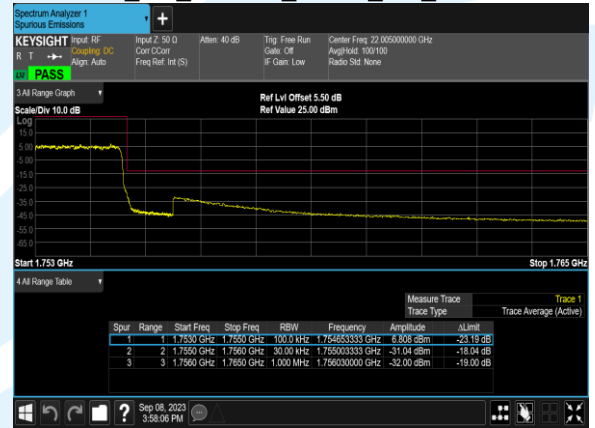 Spectrum Analyzer 1
Spurious Emissions
+
KEYSIGHT Input: RF Input Z: 50 Ω Atten: 40 dB Trig: Free Run Center Freq: 22.005000000 GHz
R T Coupling: DC Corr CCorr Gate: Off Avg|Hold: 100/100
Align: Auto Freq Ref: Int (S) IF Gain: Low Radio Std: None
LV PASS
3 All Range Graph
Ref Lvl Offset 5.50 dB
Scale/Div 10.0 dB Ref Value 25.00 dBm
Log
15.0
5.00
-5.00
-15.0
-25.0
-35.0
-45.0
-55.0
-65.0
Start 1.753 GHz Stop 1.765 GHz
4 All Range Table
Measure Trace Trace 1
Trace Type Trace Average (Active)
Spur Range Start Freq Stop Freq RBW Frequency Amplitude ΔLimit
1 1 1.7530 GHz 1.7550 GHz 100.0 kHz 1.754653333 GHz 6.808 dBm -23.19 dB
2 2 1.7550 GHz 1.7560 GHz 30.00 kHz 1.755003333 GHz -31.04 dBm -18.04 dB
3 3 1.7560 GHz 1.7650 GHz 1.000 MHz 1.756030000 GHz -32.00 dBm -19.00 dB
? Sep 08, 2023
3:58:06 PM